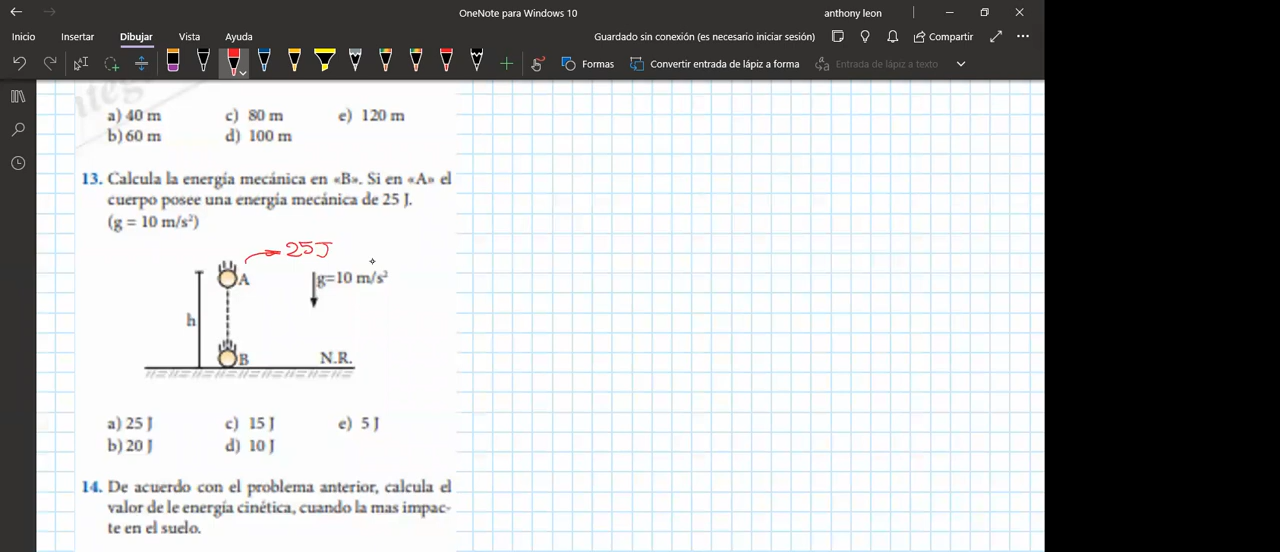 OneNote para Windows 10
anthony leon
Inicio
Insertar
Dibujar
Vista
Ayuda
Guardado sin conexión (es necesario iniciar sesión)
Compartir
Formas
Convertir entrada de lápiz a forma
Entrada de lápiz a texto
a) 40 m c) 80 m e) 120 m
b) 60 m d) 100 m
13. Calcula la energía mecánica en «B». Si en «A» el
cuerpo posee una energía mecánica de 25 J.
(g = 10 m/s²)
25J
A
g=10 m/s²
h
B
N.R.
a) 25 J c) 15 J e) 5 J
b) 20 J d) 10 J
14. De acuerdo con el problema anterior, calcula el
valor de le energía cinética, cuando la mas impac-
te en el suelo.